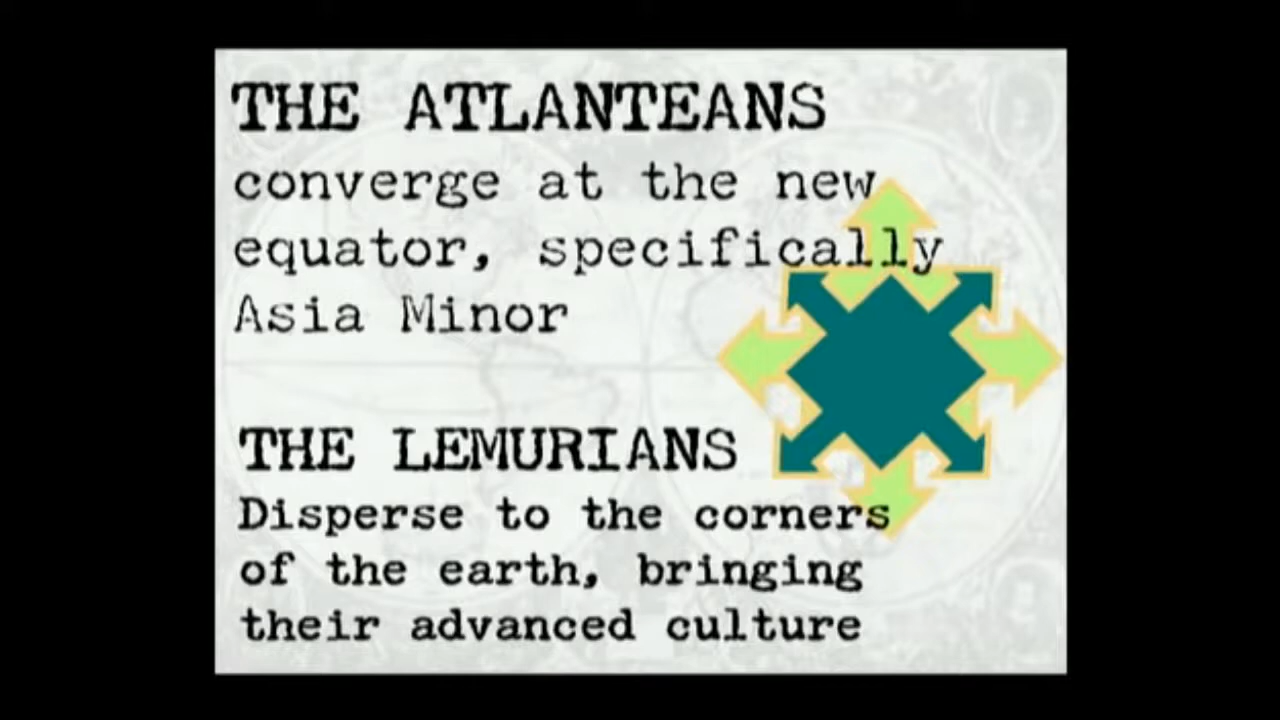 THE ATLANTEANS
converge at the new
equator, specifically
Asia Minor
THE LEMURIANS
Disperse to the corners
of the earth, bringing
their advanced culture